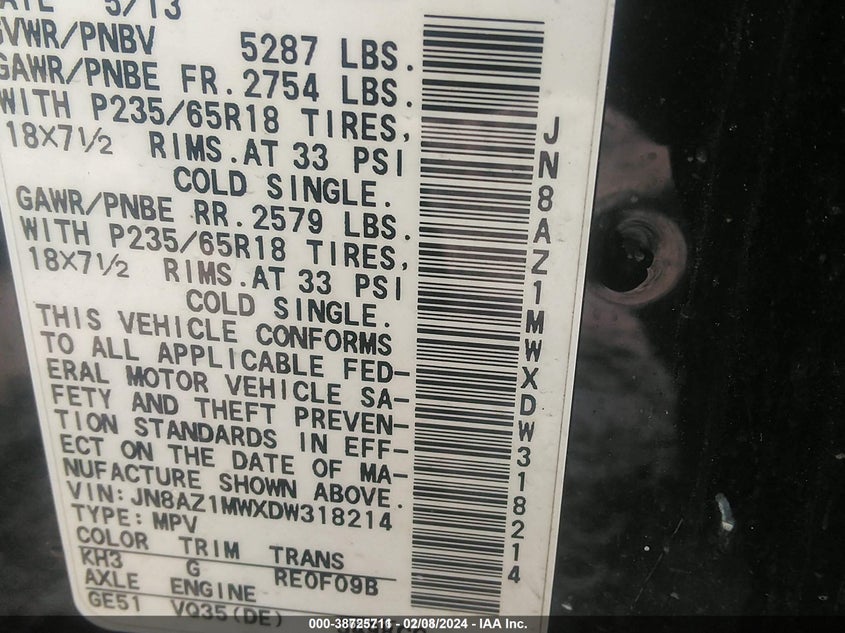 DATE 5/13
GVWR/PNBV 5287 LBS.
GAWR/PNBE FR.2754 LBS.
WITH P235/65R18 TIRES,
18X7½ RIMS.AT 33 PSI
COLD SINGLE.
GAWR/PNBE RR.2579 LBS.
WITH P235/65R18 TIRES,
18X7½ RIMS.AT 33 PSI
COLD SINGLE.
THIS VEHICLE CONFORMS
TO ALL APPLICABLE FED-
ERAL MOTOR VEHICLE SA-
FETY AND THEFT PREVEN-
TION STANDARDS IN EFF-
ECT ON THE DATE OF MA-
NUFACTURE SHOWN ABOVE.
VIN:JN8AZ1MWXDW318214
TYPE:MPV
COLOR TRIM TRANS
KH3 G RE0F09B
AXLE ENGINE
GE51 VQ35(DE)
JN8AZ1MWXDW318214
000-38725711 - 02/08/2024 - IAA Inc.